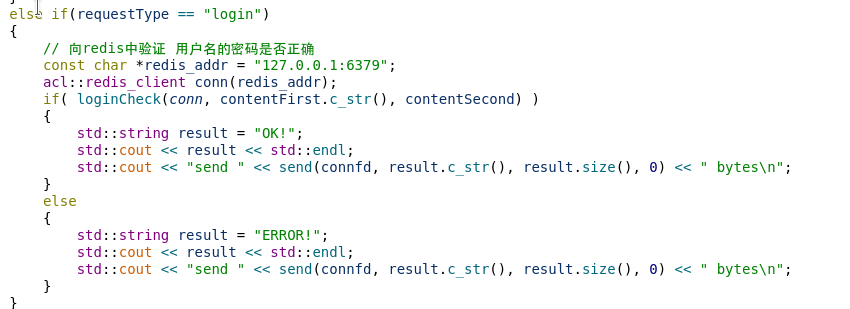 }
else if(requestType == "login")
{
    // 向redis中验证 用户名的密码是否正确
    const char *redis_addr = "127.0.0.1:6379";
    acl::redis_client conn(redis_addr);
    if( loginCheck(conn, contentFirst.c_str(), contentSecond) )
    {
        std::string result = "OK!";
        std::cout << result << std::endl;
        std::cout << "send " << send(connfd, result.c_str(), result.size(), 0) << " bytes\n";
    }
    else
    {
        std::string result = "ERROR!";
        std::cout << result << std::endl;
        std::cout << "send " << send(connfd, result.c_str(), result.size(), 0) << " bytes\n";
    }
}